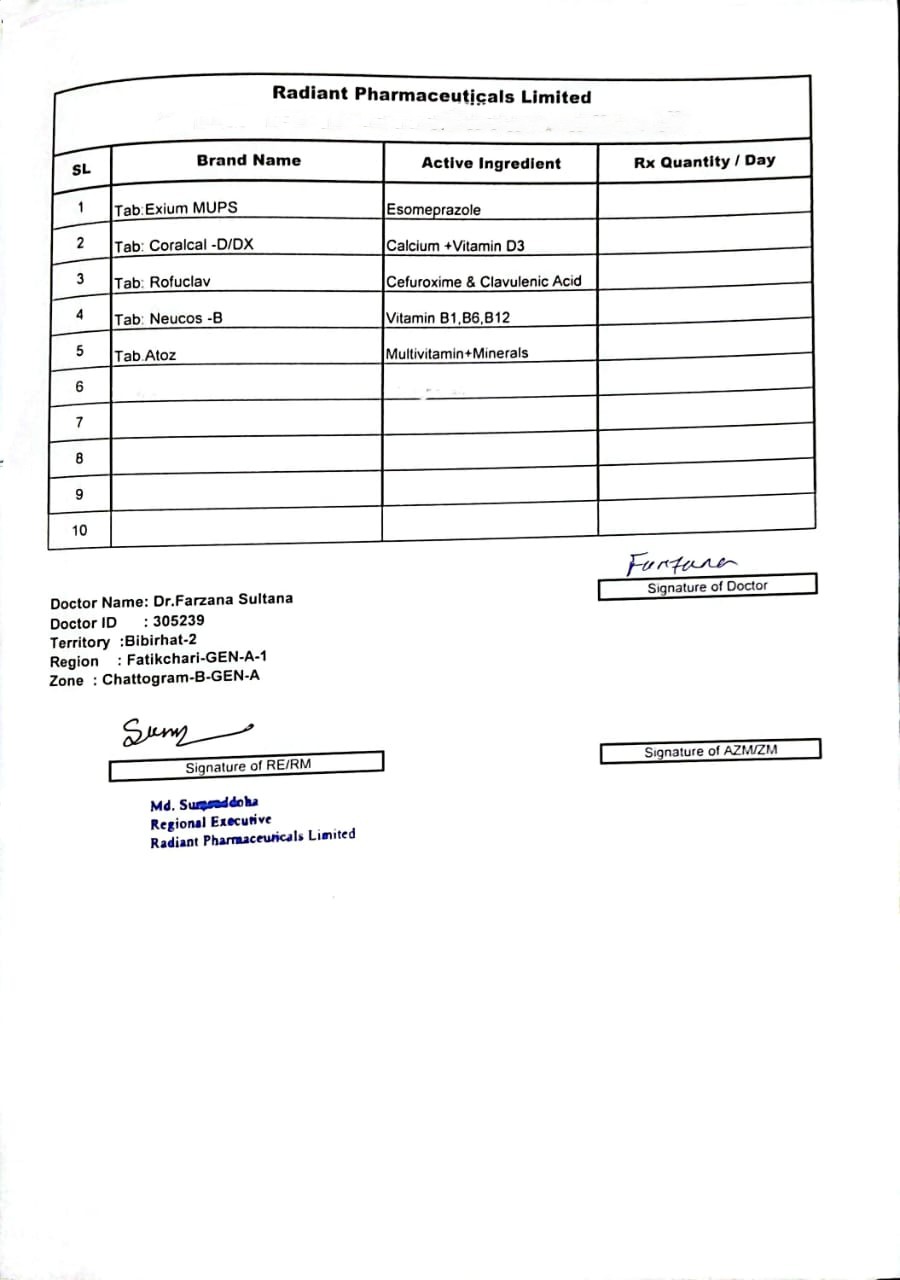 Radiant Pharmaceuticals Limited
SL Brand Name Active Ingredient Rx Quantity / Day
1 Tab:Exium MUPS Esomeprazole
2 Tab: Coralcal -D/DX Calcium +Vitamin D3
3 Tab: Rofuclav Cefuroxime & Clavulenic Acid
4 Tab: Neucos -B Vitamin B1,B6,B12
5 Tab.Atoz Multivitamin+Minerals
6
7
8
9
10
Farzana
Signature of Doctor
Doctor Name: Dr.Farzana Sultana
Doctor ID : 305239
Territory :Bibirhat-2
Region : Fatikchari-GEN-A-1
Zone : Chattogram-B-GEN-A
Signature of RE/RM
Signature of AZM/ZM
Md.
Regional Executive
Radiant Pharmaceuticals Limited